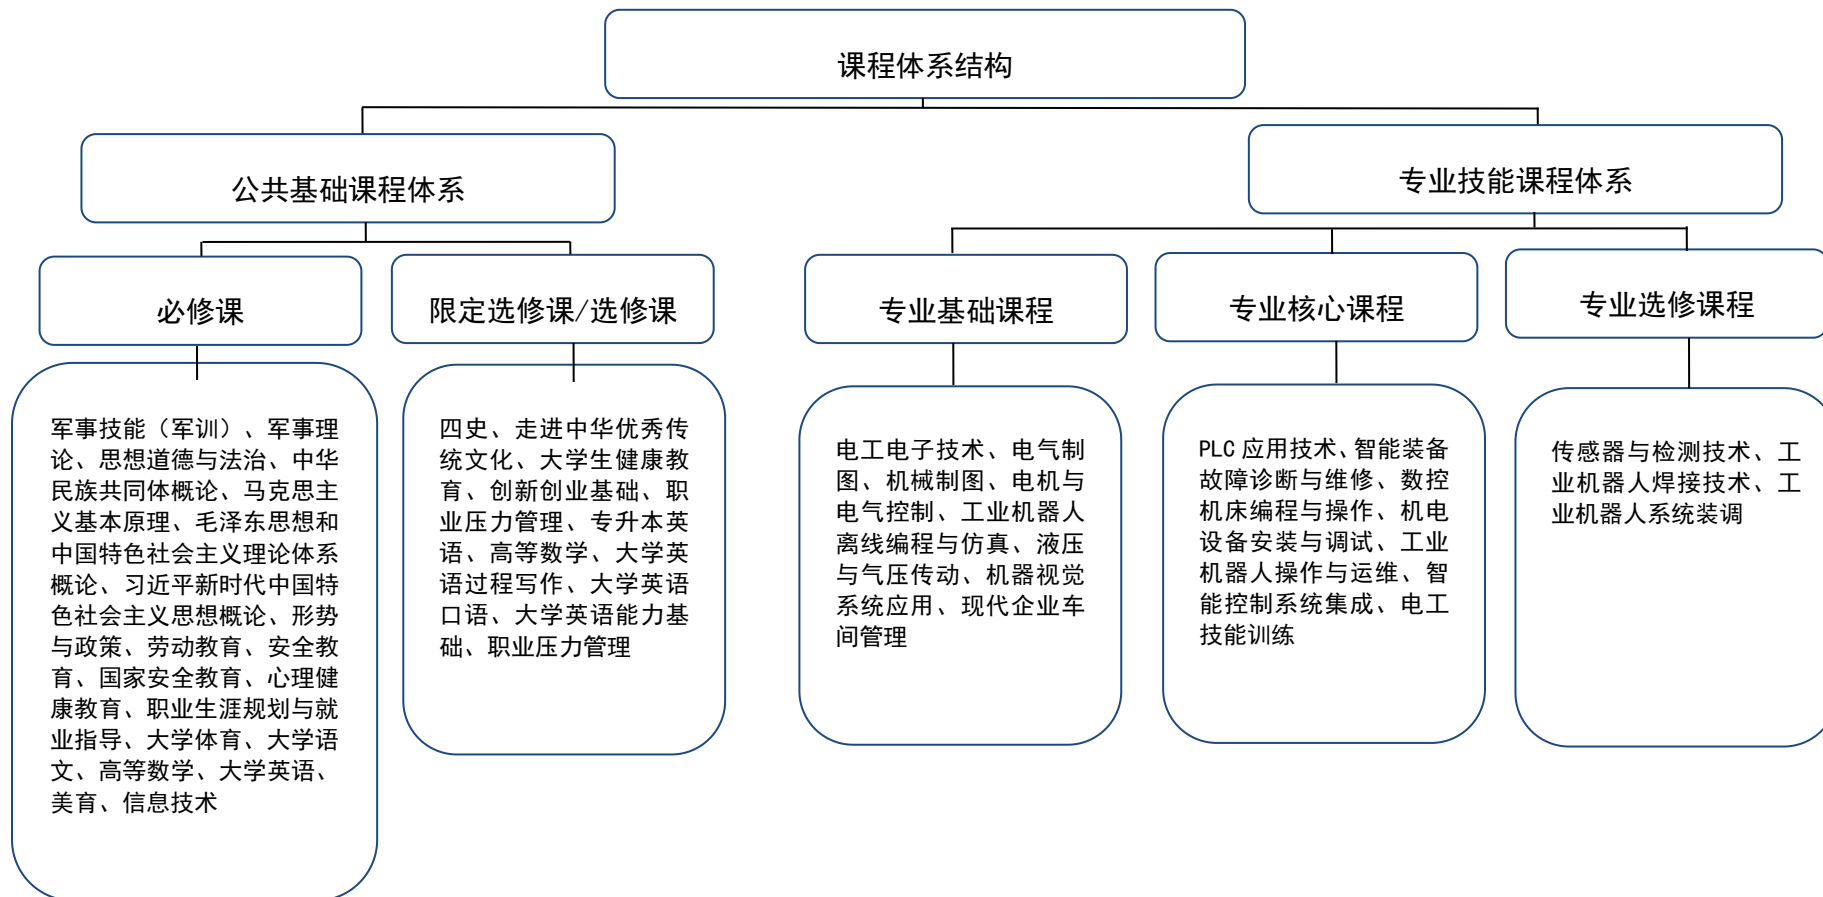 课程体系结构
公共基础课程体系
专业技能课程体系
必修课
限定选修课/选修课
专业基础课程
专业核心课程
专业选修课程
军事技能（军训）、军事理
论、思想道德与法治、中华
民族共同体概论、马克思主
义基本原理、毛泽东思想和
中国特色社会主义理论体系
概论、习近平新时代中国特
色社会主义思想概论、形势
与政策、劳动教育、安全教
育、国家安全教育、心理健
康教育、职业生涯规划与就
业指导、大学体育、大学语
文、高等数学、大学英语、
美育、信息技术
四史、走进中华优秀传
统文化、大学生健康教
育、创新创业基础、职
业压力管理、专升本英
语、高等数学、大学英
语过程写作、大学英语
口语、大学英语能力基
础、职业压力管理
电工电子技术、电气制
图、机械制图、电机与
电气控制、工业机器人
离线编程与仿真、液压
与气压传动、机器视觉
系统应用、现代企业车
间管理
PLC 应用技术、智能装备
故障诊断与维修、数控
机床编程与操作、机电
设备安装与调试、工业
机器人操作与运维、智
能控制系统集成、电工
技能训练
传感器与检测技术、工
业机器人焊接技术、工
业机器人系统装调